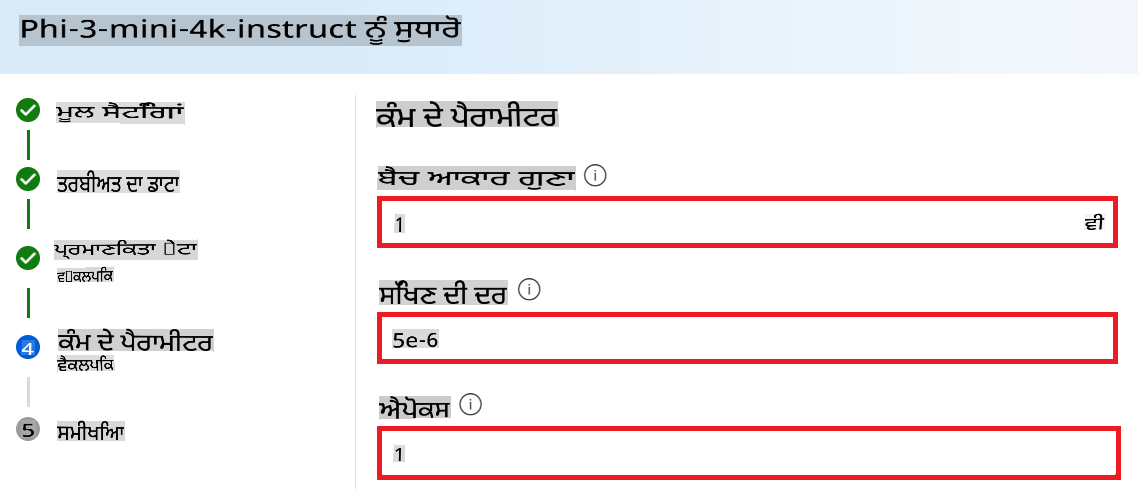 Phi-3-mini-4k-instruct ਨੂੰ ਸੁਧਾਰੋ
ਮੂਲ ਸੈਟਿੰਗਾਂ
ਤਰਬੀਅਤ ਦਾ ਡਾਟਾ
ਪ੍ਰਮਾਣਕਿਤਾ
4
ਕੰਮ ਦੇ ਪੈਰਾਮੀਟਰ
ਵੈਕਲਪਕਿ
5
ਸਮੀਖਿਆ
ਕੰਮ ਦੇ ਪੈਰਾਮੀਟਰ
ਬੈਚ ਆਕਾਰ ਗੁਣਾ
1
ਵੀ
ਸਿੱਖਣ ਦੀ ਦਰ
5e-6
ਐਪੋਕਸ
1